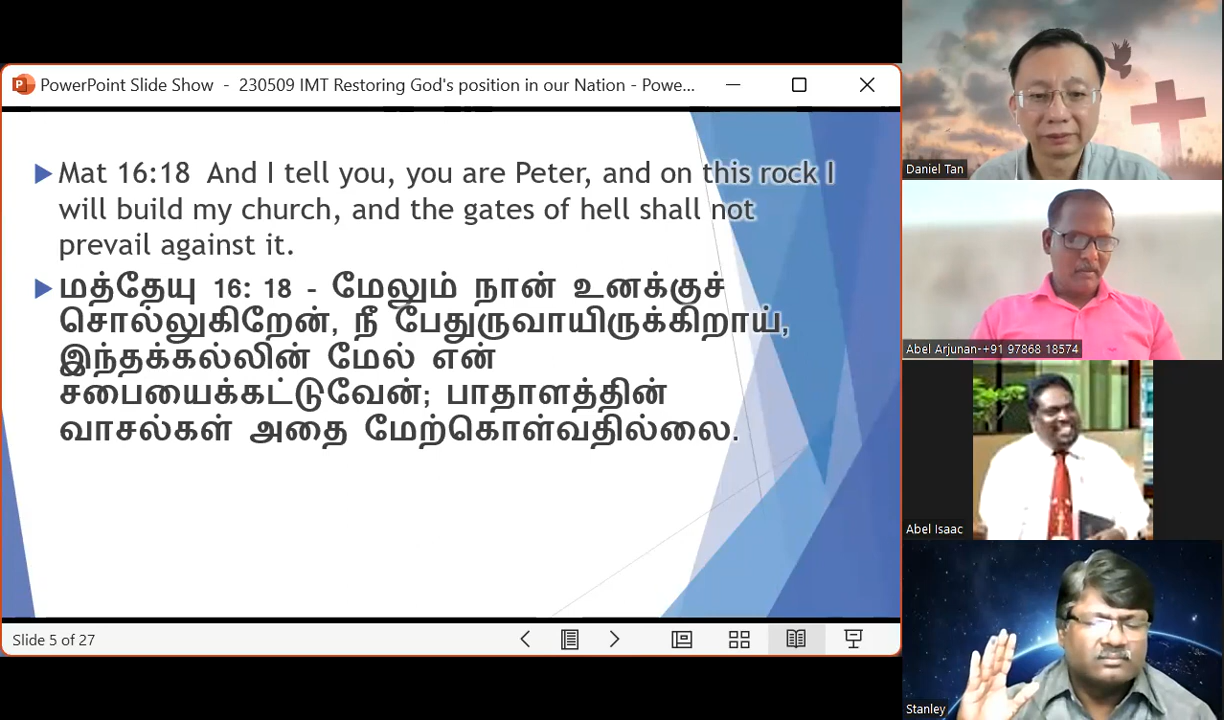 PowerPoint Slide Show - 230509 IMT Restoring God's position in our Nation - Powe...
Mat 16:18 And I tell you, you are Peter, and on this rock I
will build my church, and the gates of hell shall not
prevail against it.
மத்தேயு 16: 18 - மேலும் நான் உனக்குச்
சொல்லுகிறேன், நீ பேதுருவாயிருக்கிறாய்,
இந்தக்கல்லின் மேல் என்
சபையைக்கட்டுவேன்; பாதாளத்தின்
வாசல்கள் அதை மேற்கொள்வதில்லை.
Slide 5 of 27
Daniel Tan
Abel Arjunan-+91 97868 18574
Abel Isaac
Stanley